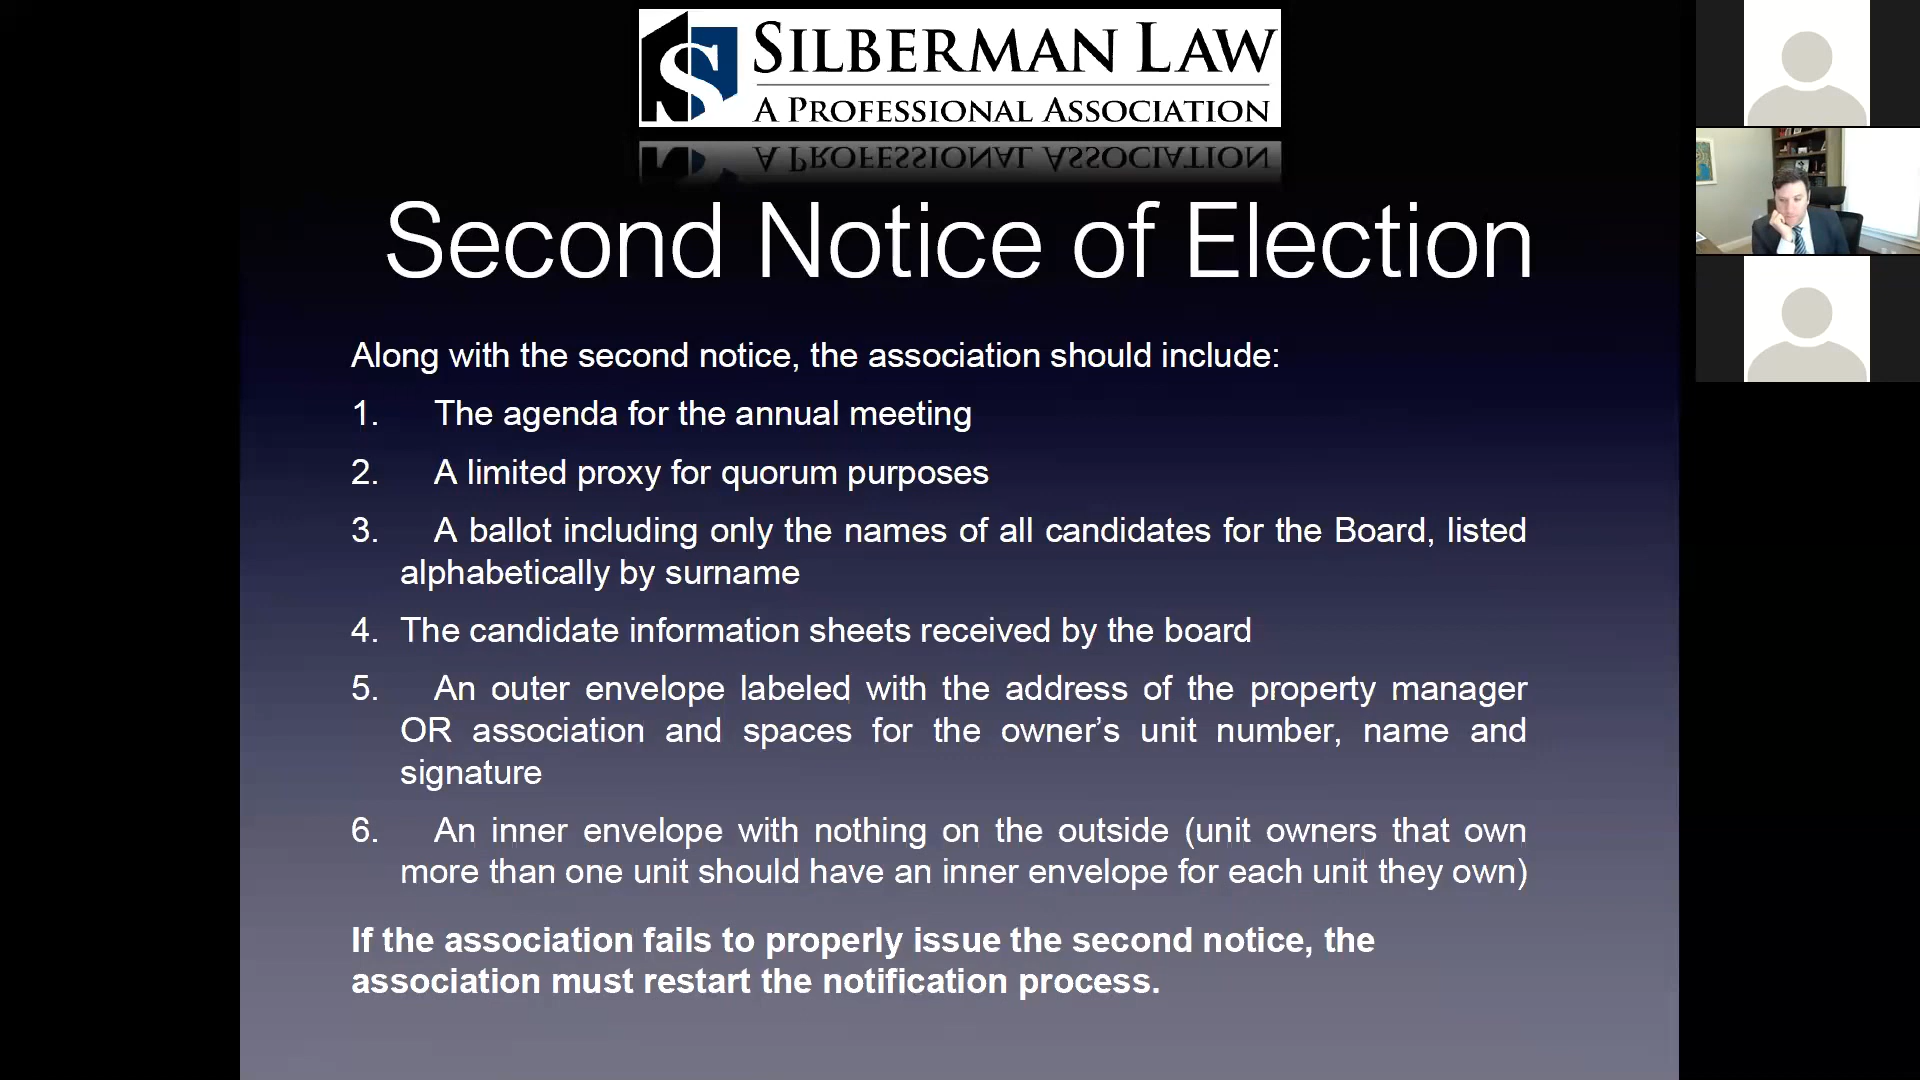 SILBERMAN LAW
A PROFESSIONAL ASSOCIATION
Second Notice of Election
Along with the second notice, the association should include:
1. The agenda for the annual meeting
2. A limited proxy for quorum purposes
3. A ballot including only the names of all candidates for the Board, listed
alphabetically by surname
4. The candidate information sheets received by the board
5. An outer envelope labeled with the address of the property manager
OR association and spaces for the owner’s unit number, name and
signature
6. An inner envelope with nothing on the outside (unit owners that own
more than one unit should have an inner envelope for each unit they own)
If the association fails to properly issue the second notice, the
association must restart the notification process.